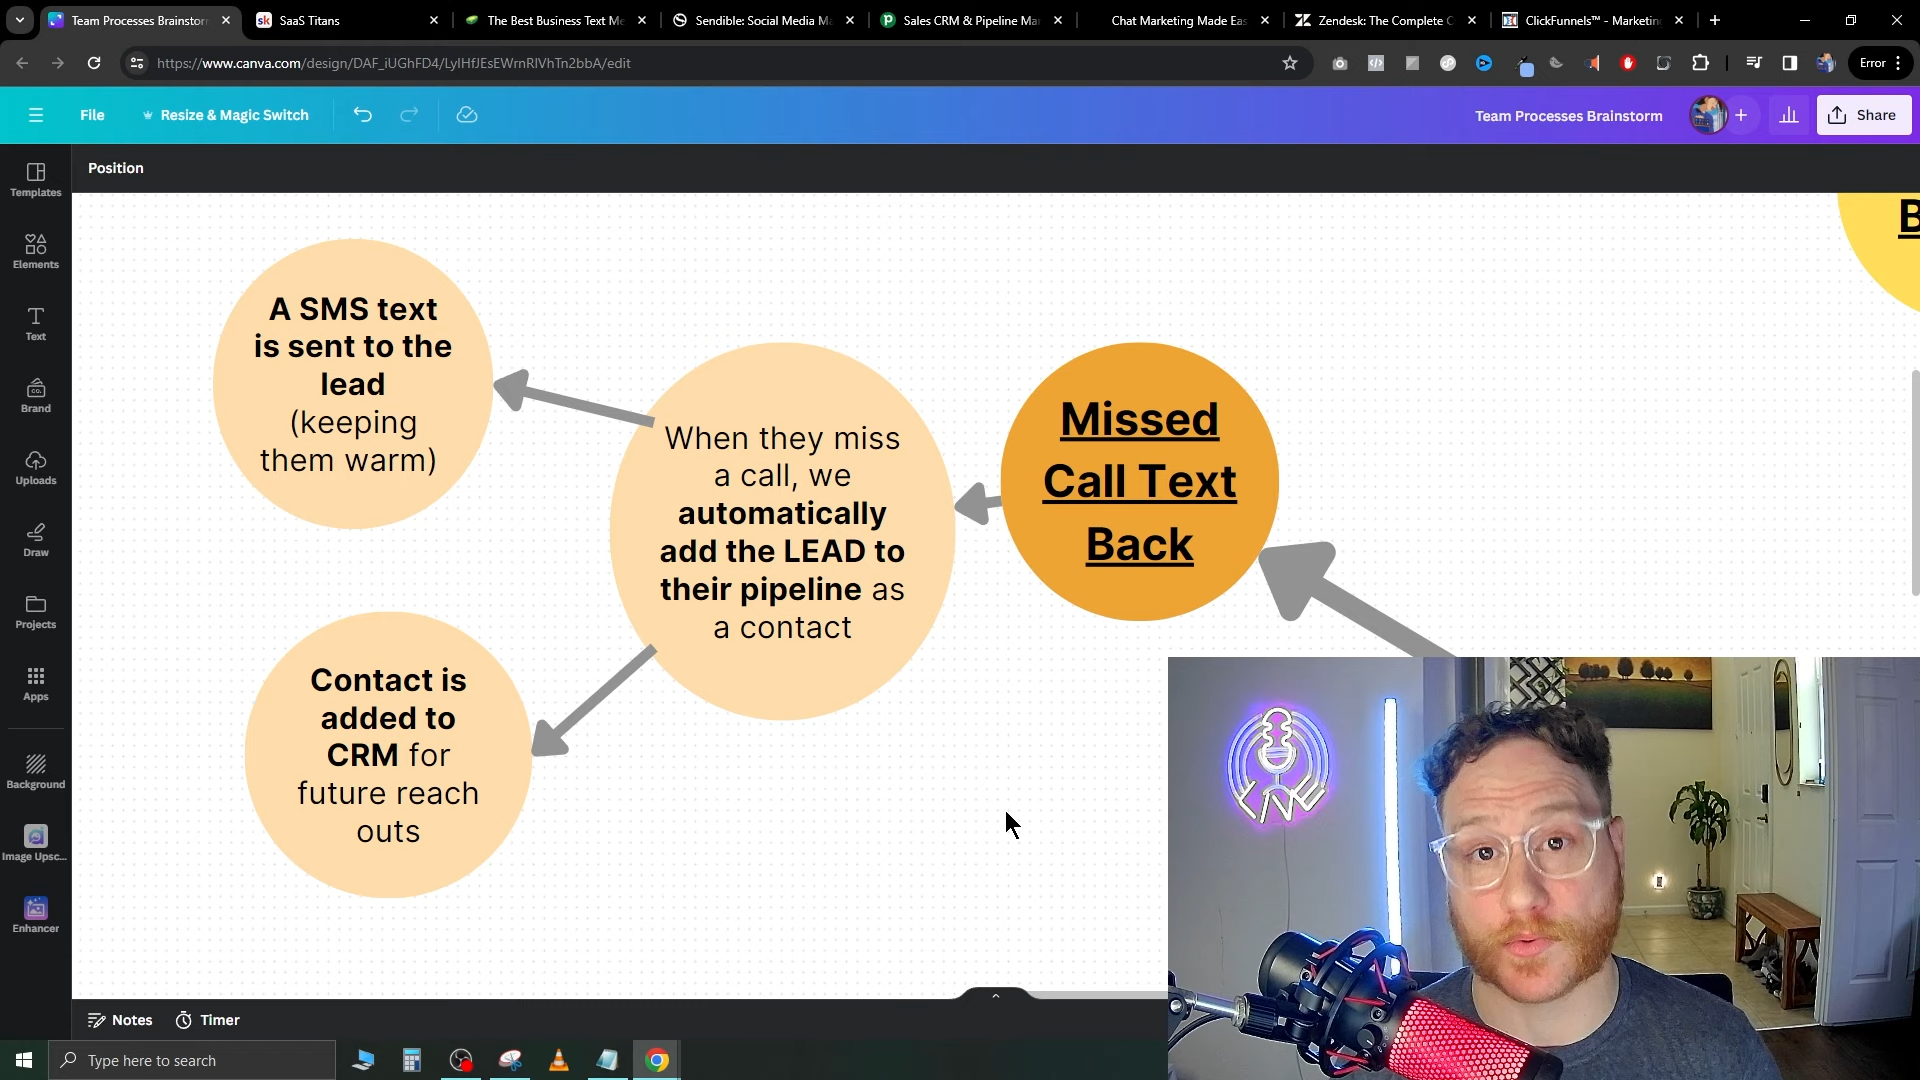 Team Processes Brainstorm
SaaS Titans
The Best Business Text Me
Sendible: Social Media Ma
Sales CRM & Pipeline Man
Chat Marketing Made Eas
Zendesk: The Complete C
ClickFunnels™ - Marketing
https://www.canva.com/design/DAF_iUGhFD4/LylHfJEsEWrnRIVhTn2bbA/edit
Error
File
Resize & Magic Switch
Team Processes Brainstorm
Share
Position
Templates
Elements
Text
Brand
Uploads
Draw
Projects
Apps
Background
Image Upsc...
Enhancer
A SMS text
is sent to the
lead
(keeping
them warm)
When they miss
a call, we
automatically
add the LEAD to
their pipeline as
a contact
Missed
Call Text
Back
Contact is
added to
CRM for
future reach
outs
B
Notes
Timer
Type here to search